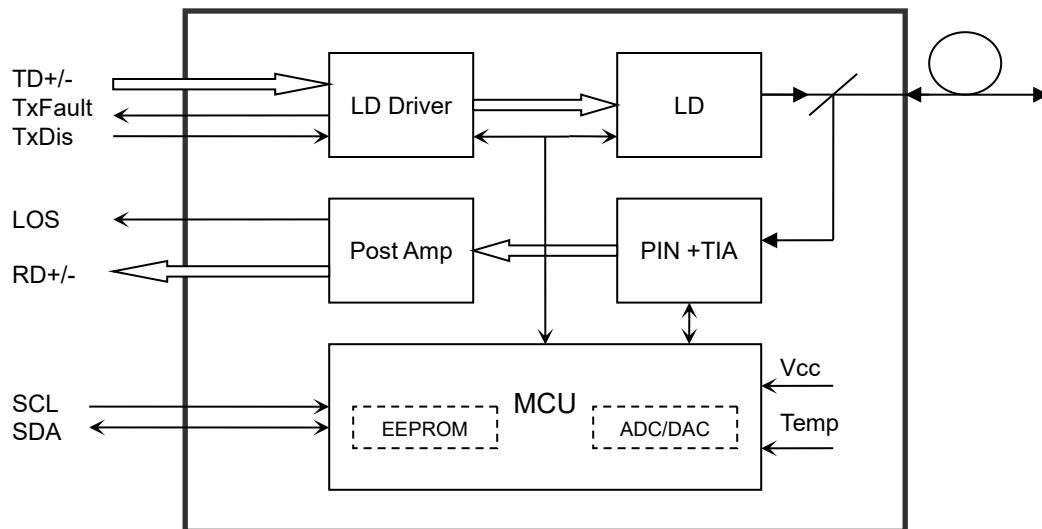 TD+/-
TxFault
TxDis
LD Driver
LD
LOS
RD+/-
Post Amp
PIN +TIA
SCL
SDA
MCU
EEPROM
ADC/DAC
Vcc
Temp